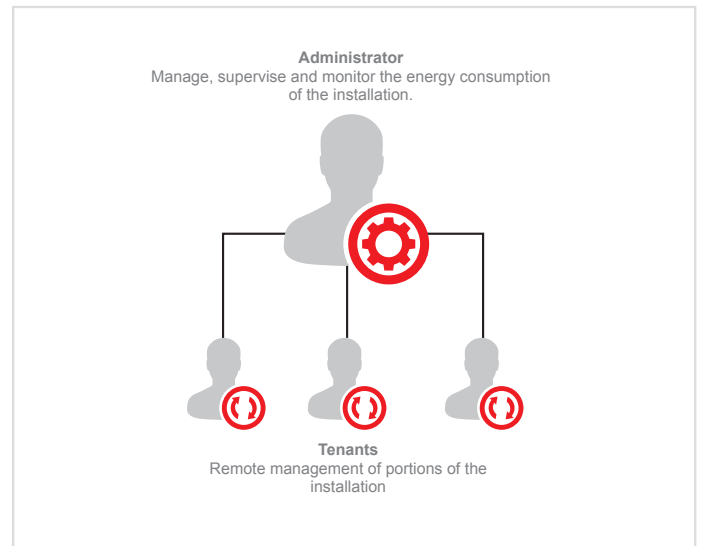 Administrator
Manage, supervise and monitor the energy consumption
of the installation.
Tenants
Remote management of portions of the
installation